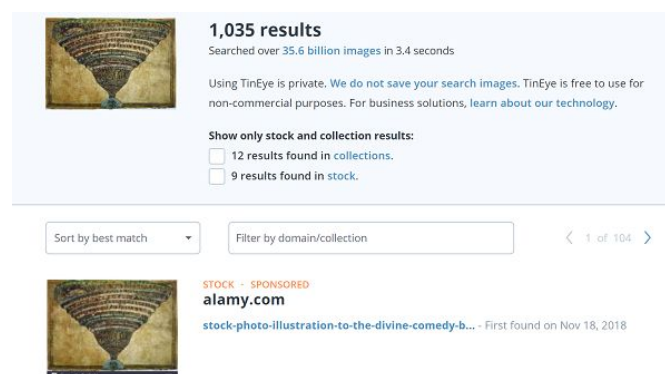 1,035 results
Searched over 35.6 billion images in 3.4 seconds
Using TinEye is private. We do not save your search images. TinEye is free to use for
non-commercial purposes. For business solutions, learn about our technology.
Show only stock and collection results:
12 results found in collections.
9 results found in stock.
Sort by best match
Filter by domain/collection
1 of 104
STOCK · SPONSORED
alamy.com
stock-photo-illustration-to-the-divine-comedy-b... - First found on Nov 18, 2018